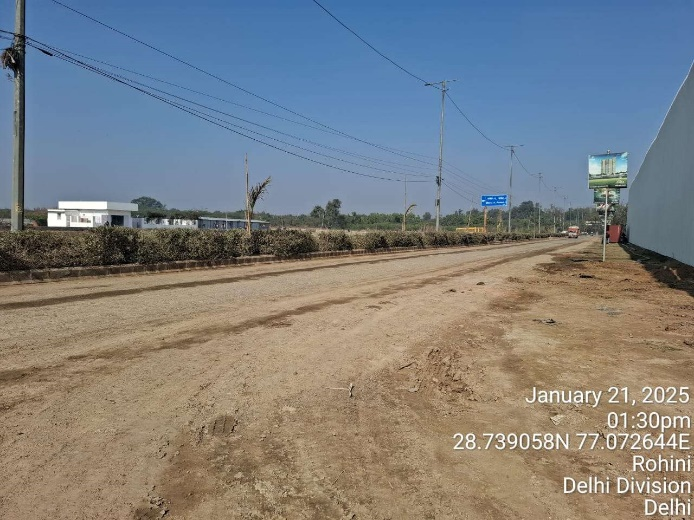 January 21, 2025
01:30pm
28.739058N 77.072644E
Rohini
Delhi Division
Delhi